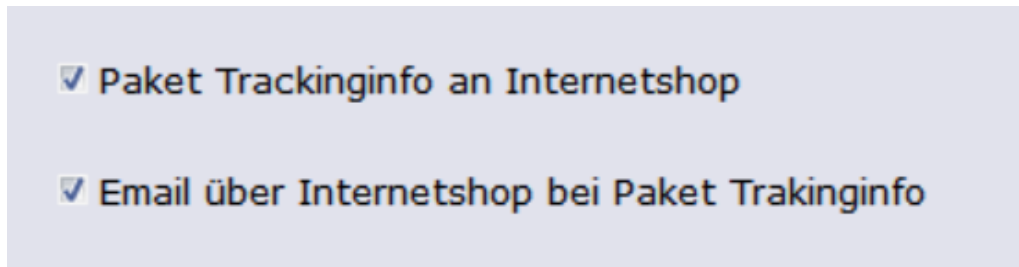 Paket Trackinginfo an Internetshop
Email über Internetshop bei Paket Trakinginfo